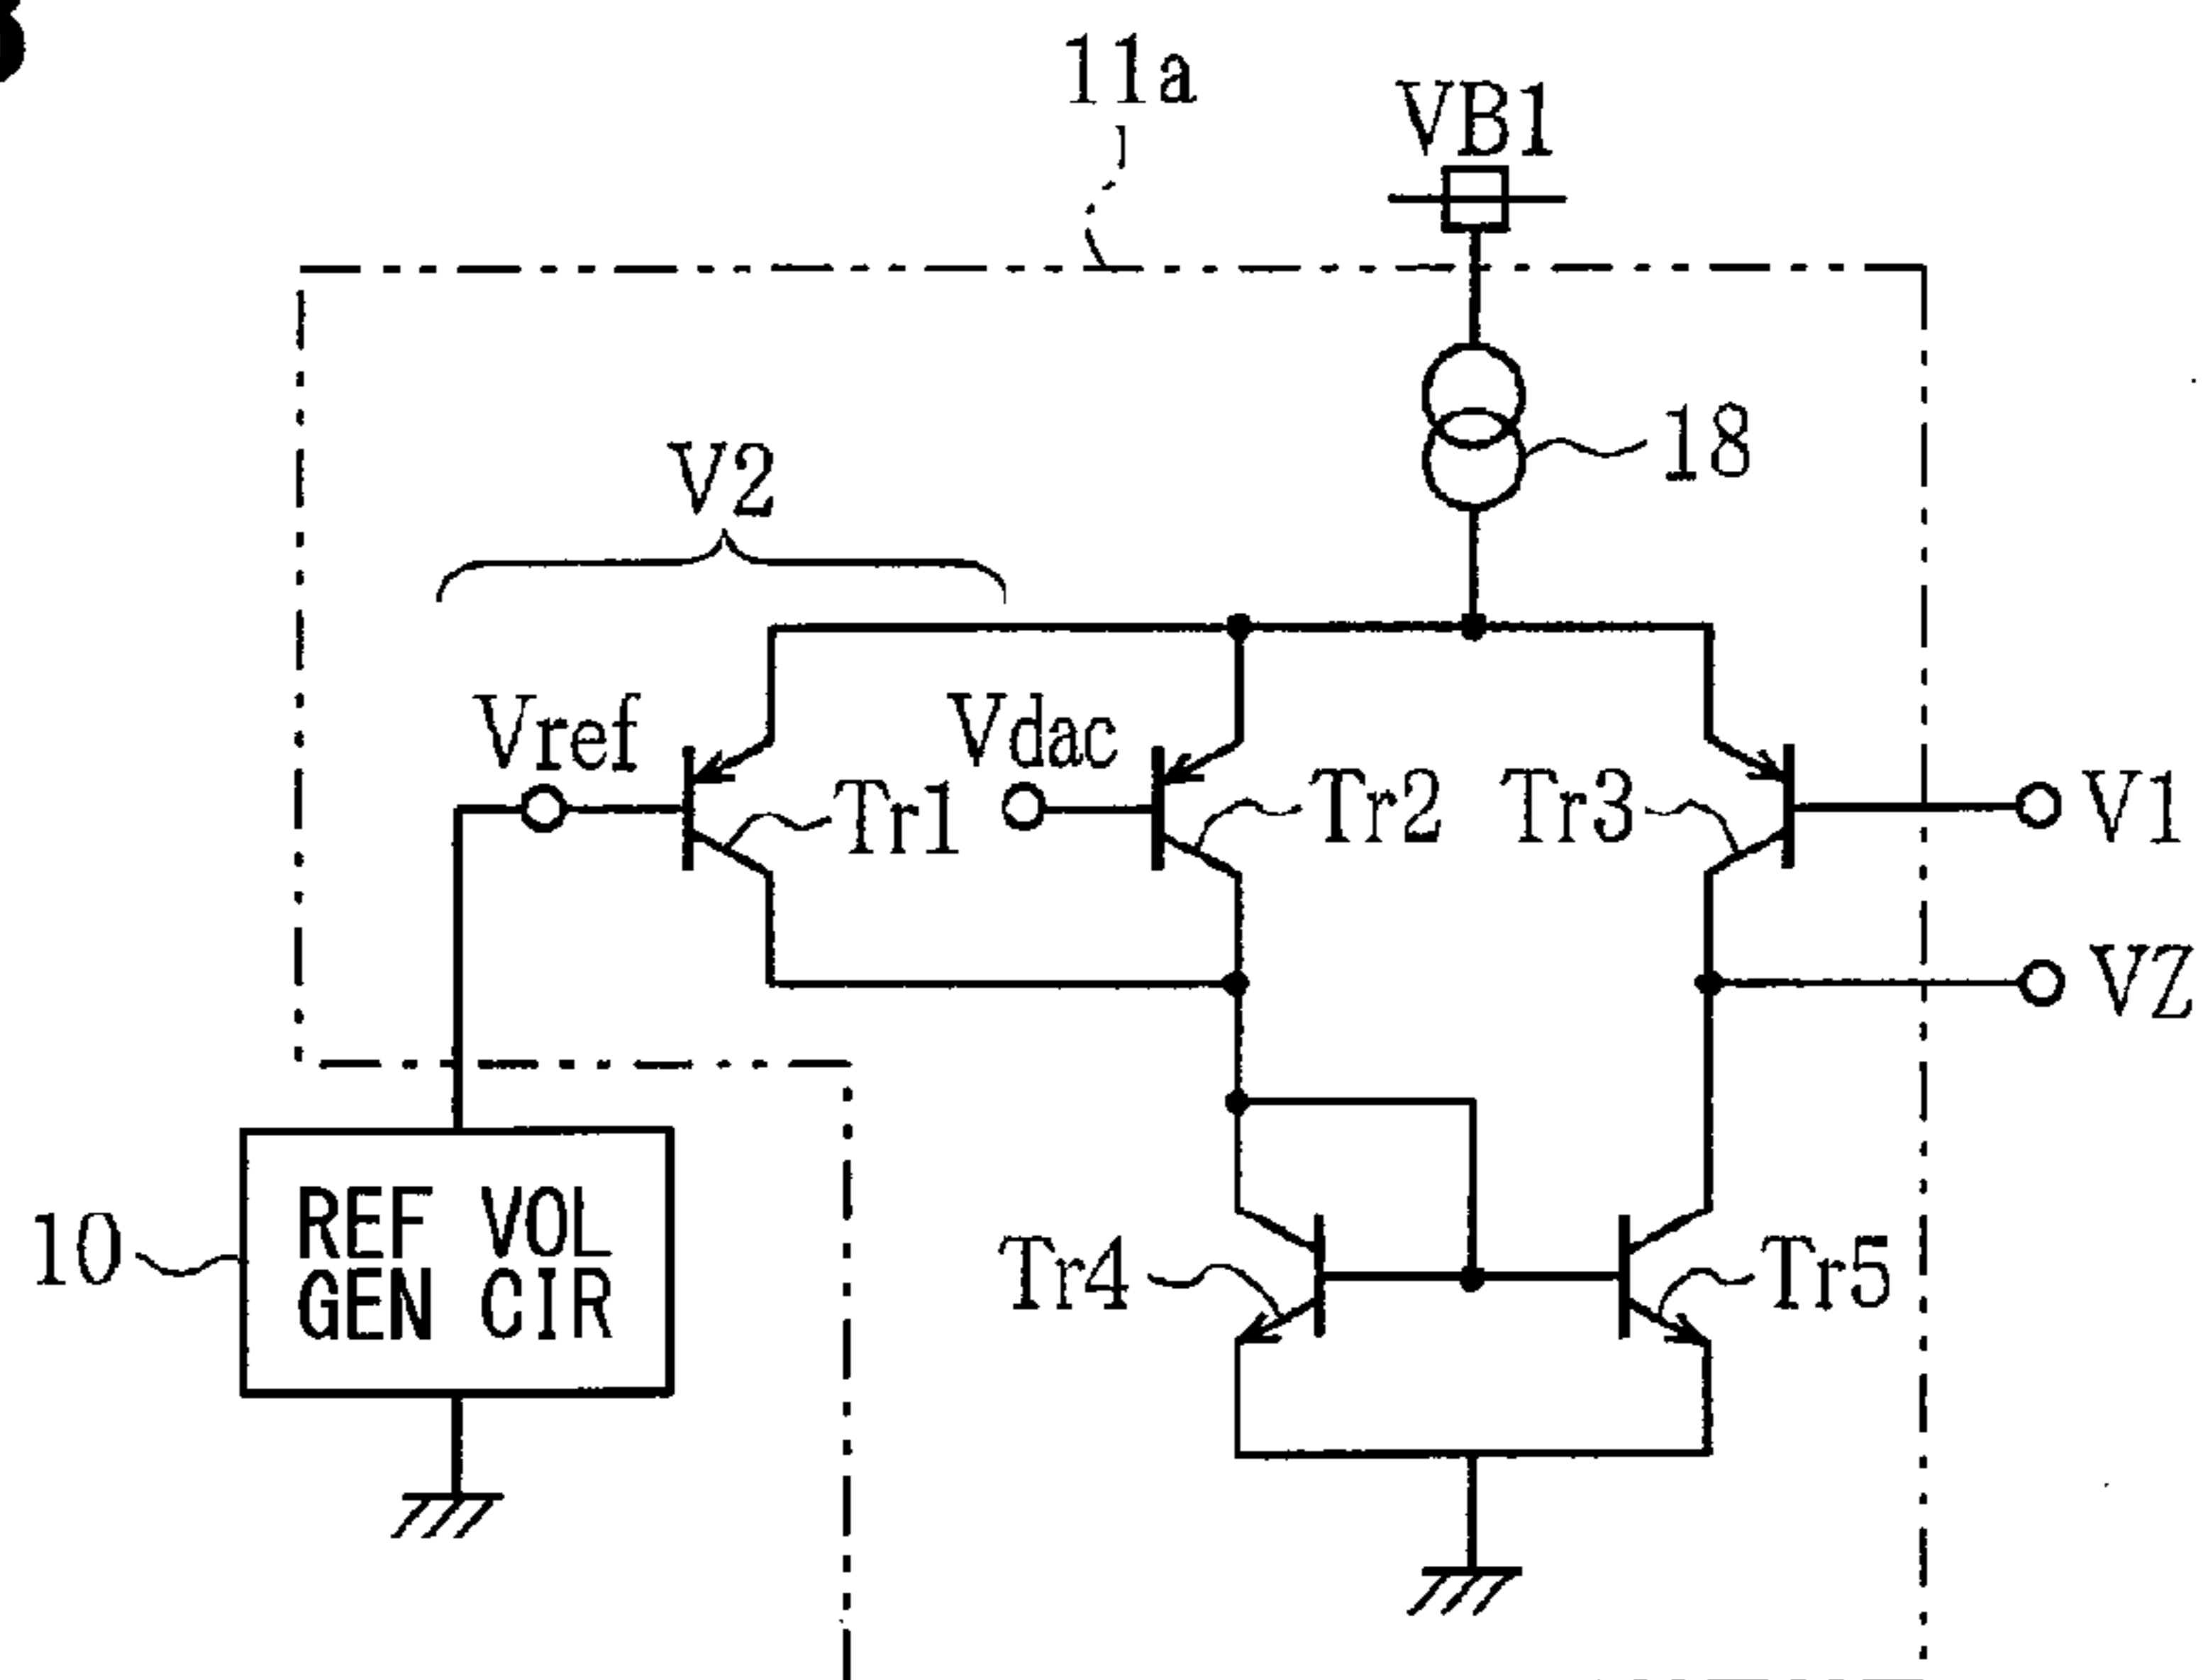 11a
VB1
18
V2
Vref
Vdac
Tr1
Tr2
Tr3
V1
VZ
10
REF VOL
GEN CIR
Tr4
Tr5